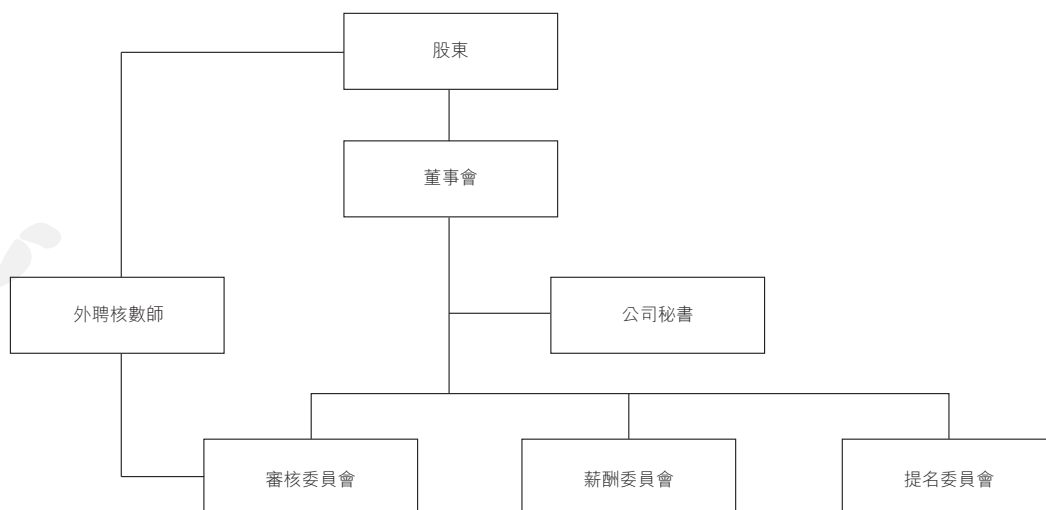 股東
董事會
外聘核數師
公司秘書
審核委員會
薪酬委員會
提名委員會